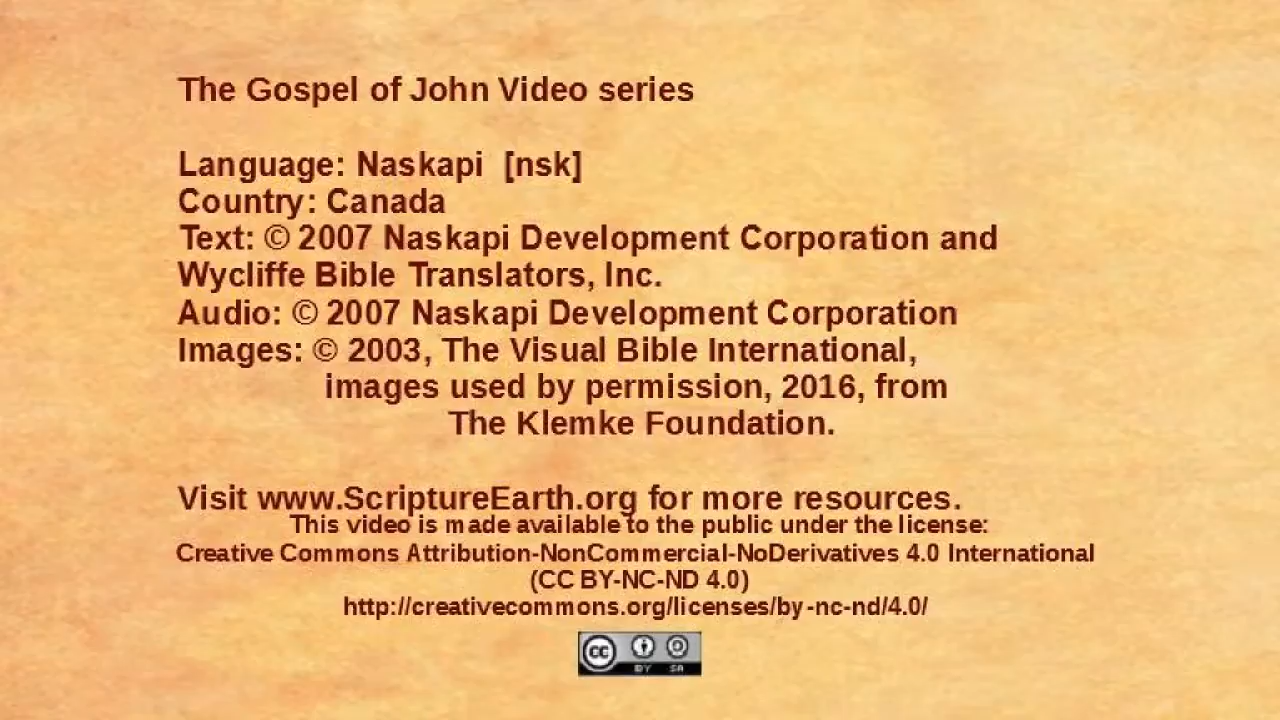 The Gospel of John Video series
Language: Naskapi [nsk]
Country: Canada
Text: © 2007 Naskapi Development Corporation and
Wycliffe Bible Translators, Inc.
Audio: © 2007 Naskapi Development Corporation
Images: © 2003, The Visual Bible International,
images used by permission, 2016, from
The Klemke Foundation.
Visit www.ScriptureEarth.org for more resources.
This video is made available to the public under the license:
Creative Commons Attribution-NonCommercial-NoDerivatives 4.0 International
(CC BY-NC-ND 4.0)
http://creativecommons.org/licenses/by-nc-nd/4.0/
cc
BY SA